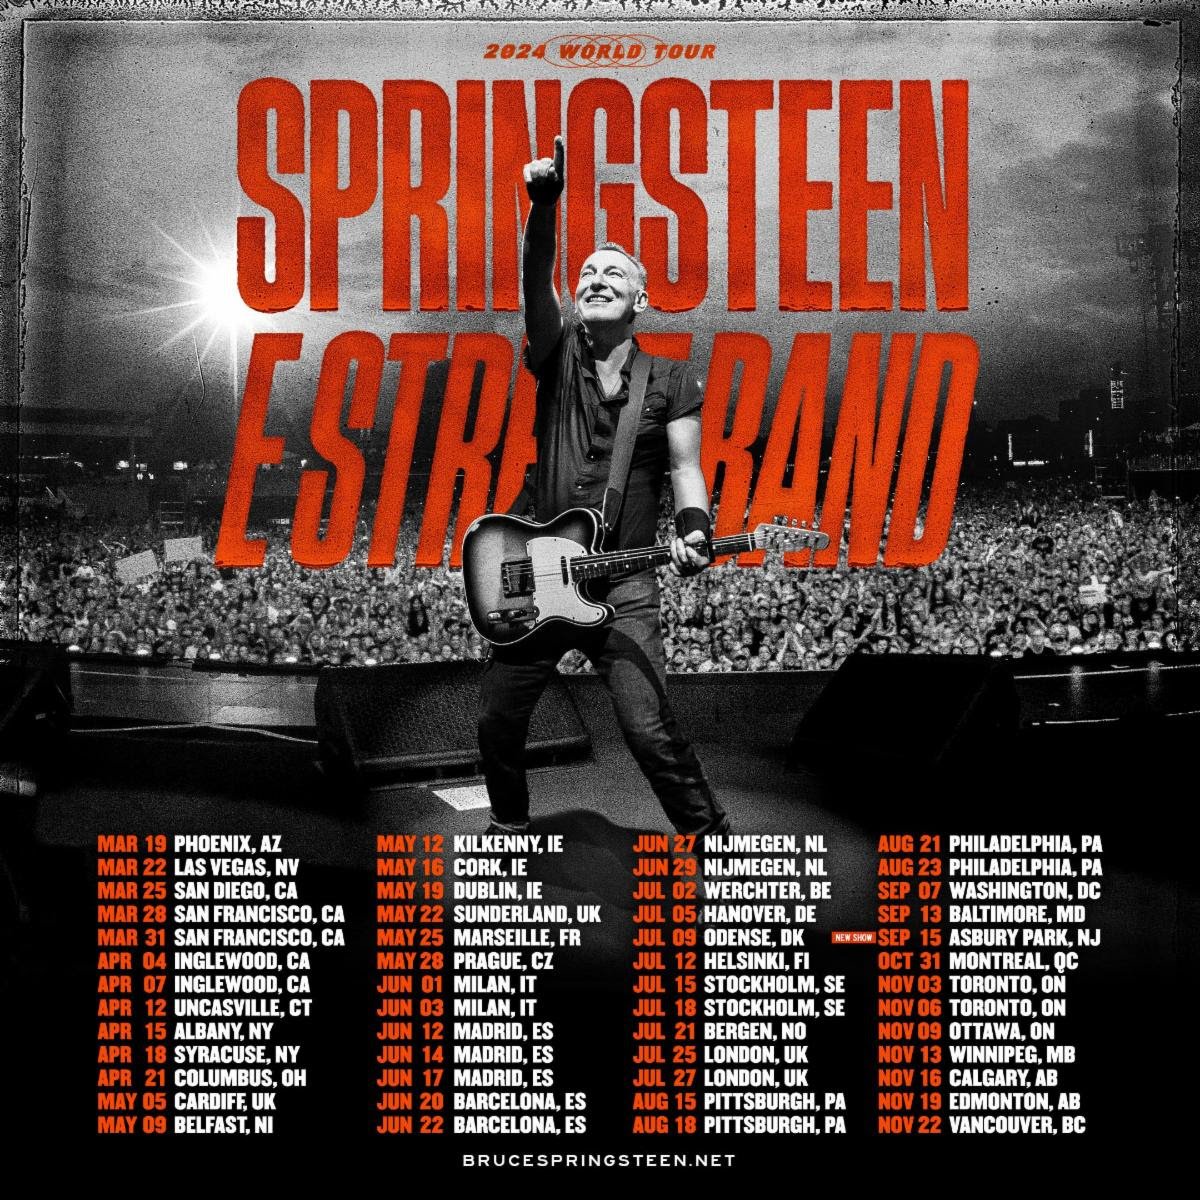 2024 WORLD TOUR
SPRINGSTEEN
E STREET BAND
MAR 19 PHOENIX, AZ
MAR 22 LAS VEGAS, NV
MAR 25 SAN DIEGO, CA
MAR 28 SAN FRANCISCO, CA
MAR 31 SAN FRANCISCO, CA
APR 04 INGLEWOOD, CA
APR 07 INGLEWOOD, CA
APR 12 UNCASVILLE, CT
APR 15 ALBANY, NY
APR 18 SYRACUSE, NY
APR 21 COLUMBUS, OH
MAY 05 CARDIFF, UK
MAY 09 BELFAST, NI
MAY 12 KILKENNY, IE
MAY 16 CORK, IE
MAY 19 DUBLIN, IE
MAY 22 SUNDERLAND, UK
MAY 25 MARSEILLE, FR
MAY 28 PRAGUE, CZ
JUN 01 MILAN, IT
JUN 03 MILAN, IT
JUN 12 MADRID, ES
JUN 14 MADRID, ES
JUN 17 MADRID, ES
JUN 20 BARCELONA, ES
JUN 22 BARCELONA, ES
JUN 27 NIJMEGEN, NL
JUN 29 NIJMEGEN, NL
JUL 02 WERCHTER, BE
JUL 05 HANOVER, DE
JUL 09 ODENSE, DK
JUL 12 HELSINKI, FI
JUL 15 STOCKHOLM, SE
JUL 18 STOCKHOLM, SE
JUL 21 BERGEN, NO
JUL 25 LONDON, UK
JUL 27 LONDON, UK
AUG 15 PITTSBURGH, PA
AUG 18 PITTSBURGH, PA
AUG 21 PHILADELPHIA, PA
AUG 23 PHILADELPHIA, PA
SEP 07 WASHINGTON, DC
SEP 13 BALTIMORE, MD
NEW SHOW SEP 15 ASBURY PARK, NJ
OCT 31 MONTREAL, QC
NOV 03 TORONTO, ON
NOV 06 TORONTO, ON
NOV 09 OTTAWA, ON
NOV 13 WINNIPEG, MB
NOV 16 CALGARY, AB
NOV 19 EDMONTON, AB
NOV 22 VANCOUVER, BC
BRUCESPRINGSTEEN.NET